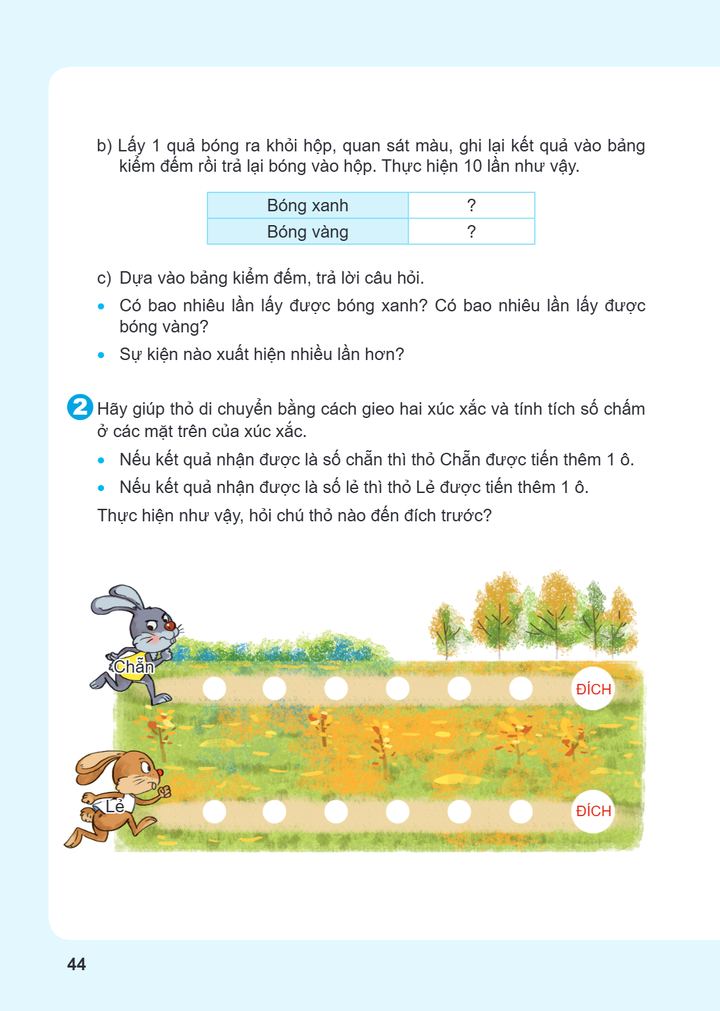 b) Lấy 1 quả bóng ra khỏi hộp, quan sát màu, ghi lại kết quả vào bảng
kiểm đếm rồi trả lại bóng vào hộp. Thực hiện 10 lần như vậy.
Bóng xanh ?
Bóng vàng ?
c) Dựa vào bảng kiểm đếm, trả lời câu hỏi.
• Có bao nhiêu lần lấy được bóng xanh? Có bao nhiêu lần lấy được
bóng vàng?
• Sự kiện nào xuất hiện nhiều lần hơn?
2 Hãy giúp thỏ di chuyển bằng cách gieo hai xúc xắc và tính tích số chấm
ở các mặt trên của xúc xắc.
• Nếu kết quả nhận được là số chẵn thì thỏ Chẵn được tiến thêm 1 ô.
• Nếu kết quả nhận được là số lẻ thì thỏ Lẻ được tiến thêm 1 ô.
Thực hiện như vậy, hỏi chú thỏ nào đến đích trước?
Chẵn
ĐÍCH
Lẻ
ĐÍCH
44